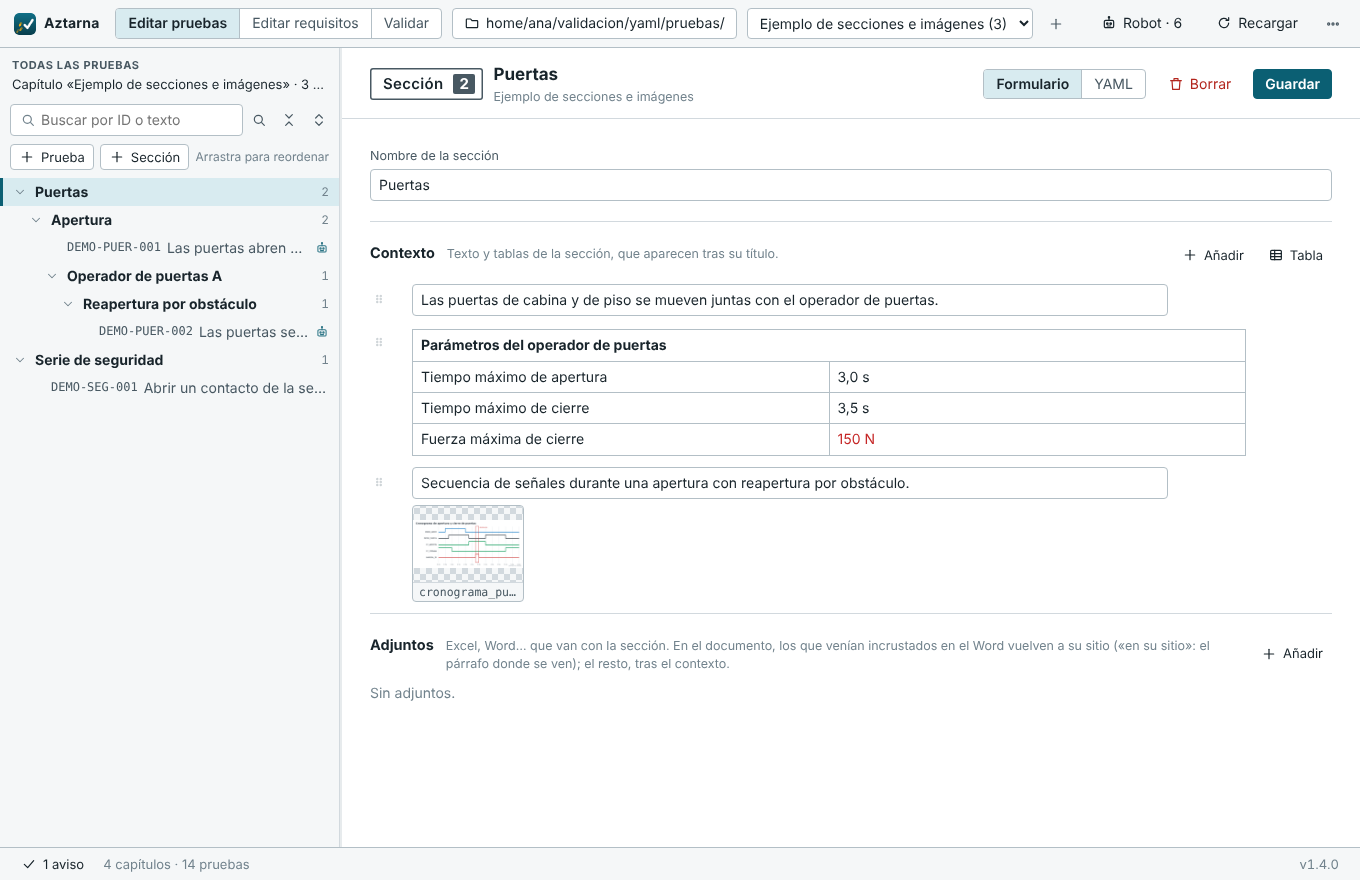 Aztarna
Editar pruebas
Editar requisitos
Validar
home/ana/validacion/yaml/pruebas/
Ejemplo de secciones e imágenes (3)
Robot · 6
Recargar
TODAS LAS PRUEBAS
Capítulo «Ejemplo de secciones e imágenes» · 3 ...
Buscar por ID o texto
Prueba
Sección
Arrastra para reordenar
Puertas 2
Apertura 2
DEMO-PUER-001 Las puertas abren ...
Operador de puertas A 1
Reapertura por obstáculo 1
DEMO-PUER-002 Las puertas se...
Serie de seguridad 1
DEMO-SEG-001 Abrir un contacto de la se...
Sección 2
Puertas
Ejemplo de secciones e imágenes
Formulario
YAML
Borrar
Guardar
Nombre de la sección
Puertas
Contexto
Texto y tablas de la sección, que aparecen tras su título.
Añadir
Tabla
Las puertas de cabina y de piso se mueven juntas con el operador de puertas.
Parámetros del operador de puertas
Tiempo máximo de apertura 3,0 s
Tiempo máximo de cierre 3,5 s
Fuerza máxima de cierre 150 N
Secuencia de señales durante una apertura con reapertura por obstáculo.
cronograma_pu...
Adjuntos
Excel, Word... que van con la sección. En el documento, los que venían incrustados en el Word vuelven a su sitio («en su sitio»: el
párrafo donde se ven); el resto, tras el contexto.
Añadir
Sin adjuntos.
1 aviso
4 capítulos · 14 pruebas
v1.4.0